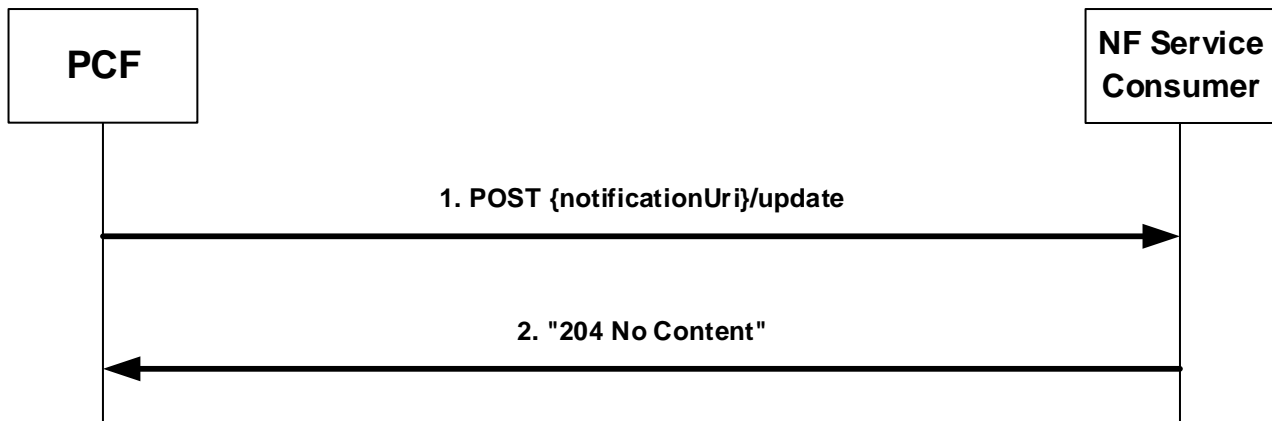 PCF
NF Service
Consumer
1. POST {notificationUri}/update
2. "204 No Content"